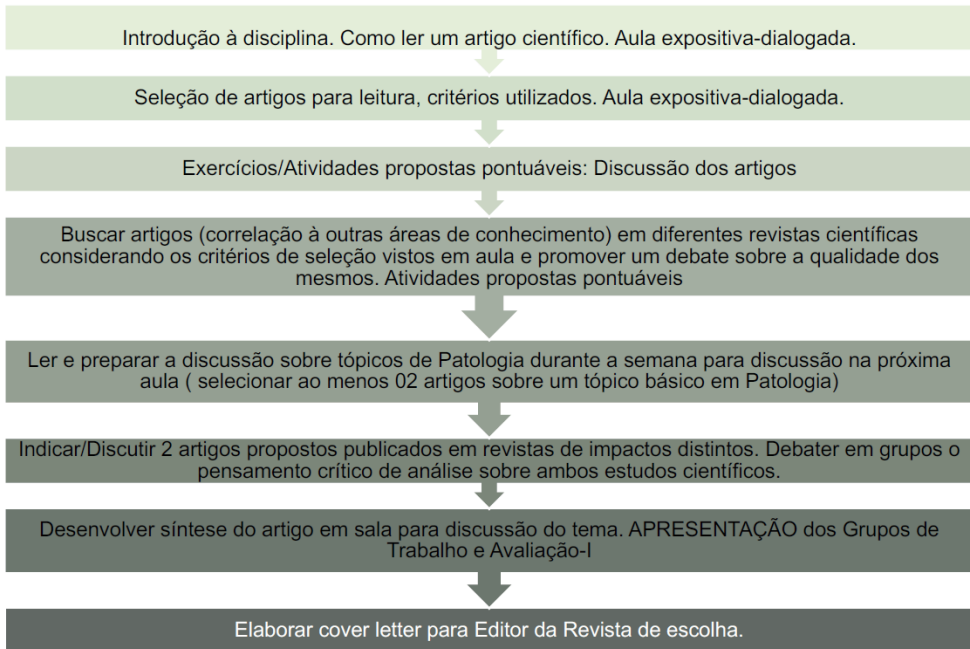 Introdução à disciplina. Como ler um artigo científico. Aula expositiva-dialogada.
Seleção de artigos para leitura, critérios utilizados. Aula expositiva-dialogada.
Exercícios/Atividades propostas pontuáveis: Discussão dos artigos
Buscar artigos (correlação à outras áreas de conhecimento) em diferentes revistas científicas
considerando os critérios de seleção vistos em aula e promover um debate sobre a qualidade dos
mesmos. Atividades propostas pontuáveis
Ler e preparar a discussão sobre tópicos de Patologia durante a semana para discussão na próxima
aula ( selecionar ao menos 02 artigos sobre um tópico básico em Patologia)
Indicar/Discutir 2 artigos propostos publicados em revistas de impactos distintos. Debater em grupos o
pensamento crítico de análise sobre ambos estudos científicos.
Desenvolver síntese do artigo em sala para discussão do tema. APRESENTAÇÃO dos Grupos de
Trabalho e Avaliação-I
Elaborar cover letter para Editor da Revista de escolha.